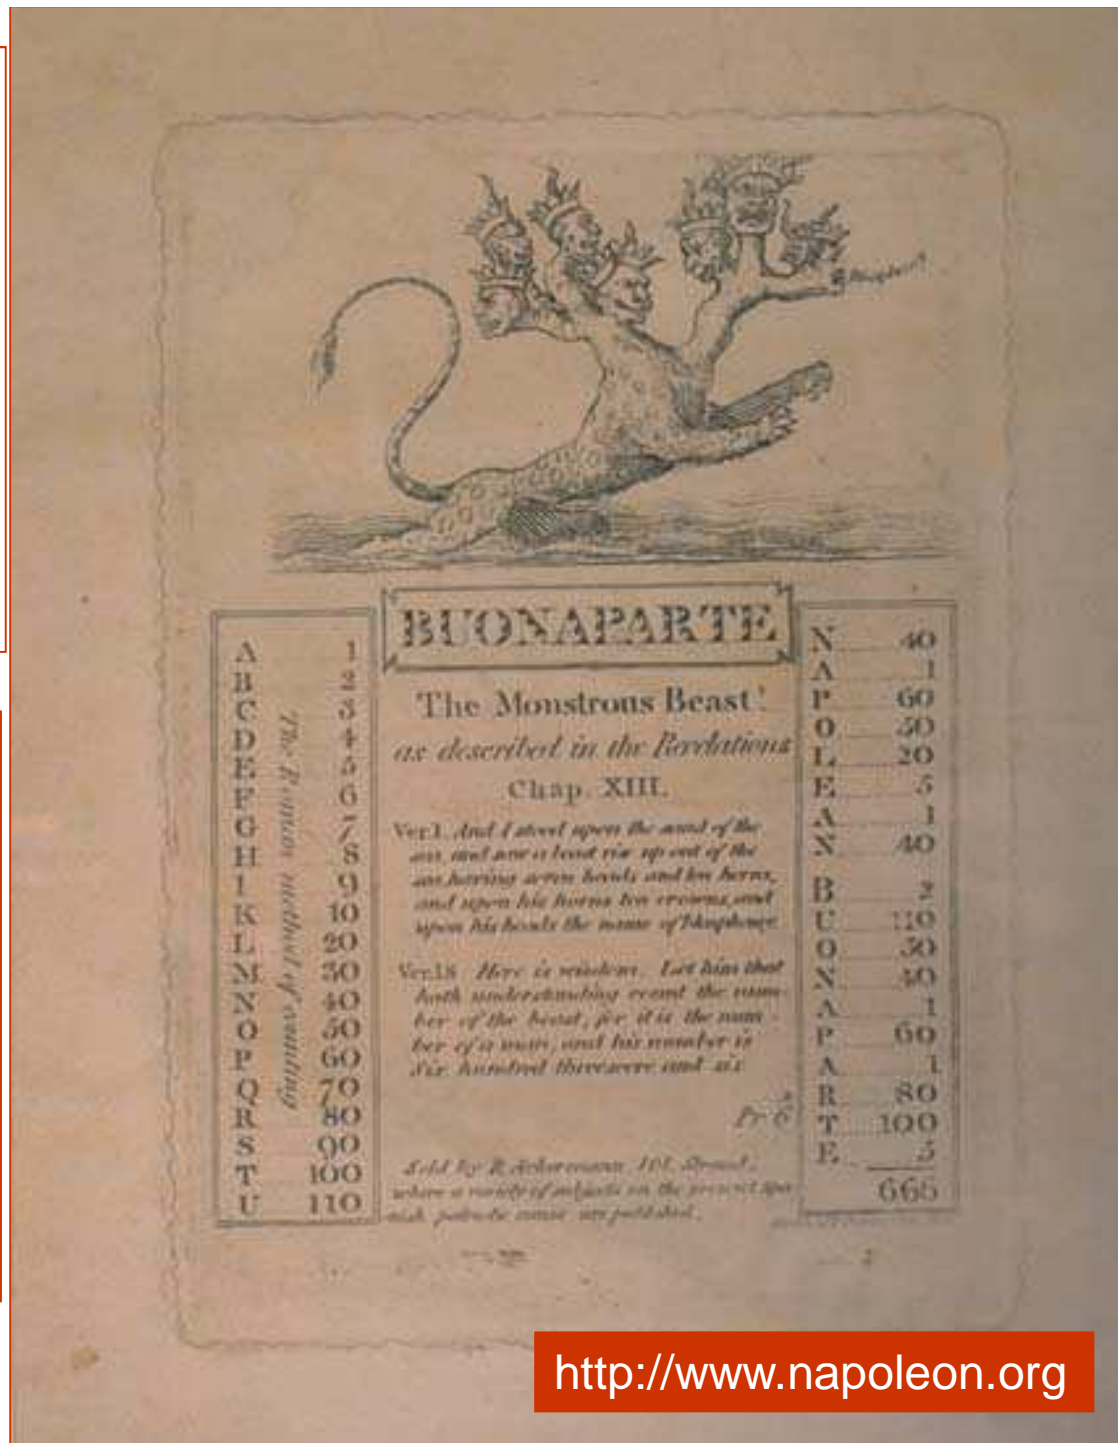 BUONAPARTE
The Monstrous Beast!
as described in the Revelations
Chap. XIII.
Ver.1. And I stood upon the sand of the
sea, and saw a beast rise up out of the
sea, having seven heads and ten horns,
and upon his horns ten crowns, and
upon his heads the name of
Ver.18 Here is wisdom. Let him that
hath understanding count the num-
ber of the beast; for it is the num-
ber of a man, and his number is
Six hundred threescore and six
Pr 6
Sold by R. Ackermann, 101, Strand,
where a variety of subjects on the present Spa-
nish patriotic cause are published.
A 1
B 2
C 3
D 4
E 5
F 6
G 7
H 8
I 9
K 10
L 20
M 30
N 40
O 50
P 60
Q 70
R 80
S 90
T 100
U 110
The method of counting
N 40
A 1
P 60
O 50
L 20
E 5
A 1
N 40
B 2
U 110
O 50
N 40
A 1
P 60
A 1
R 80
T 100
E 5
666
http://www.napoleon.org